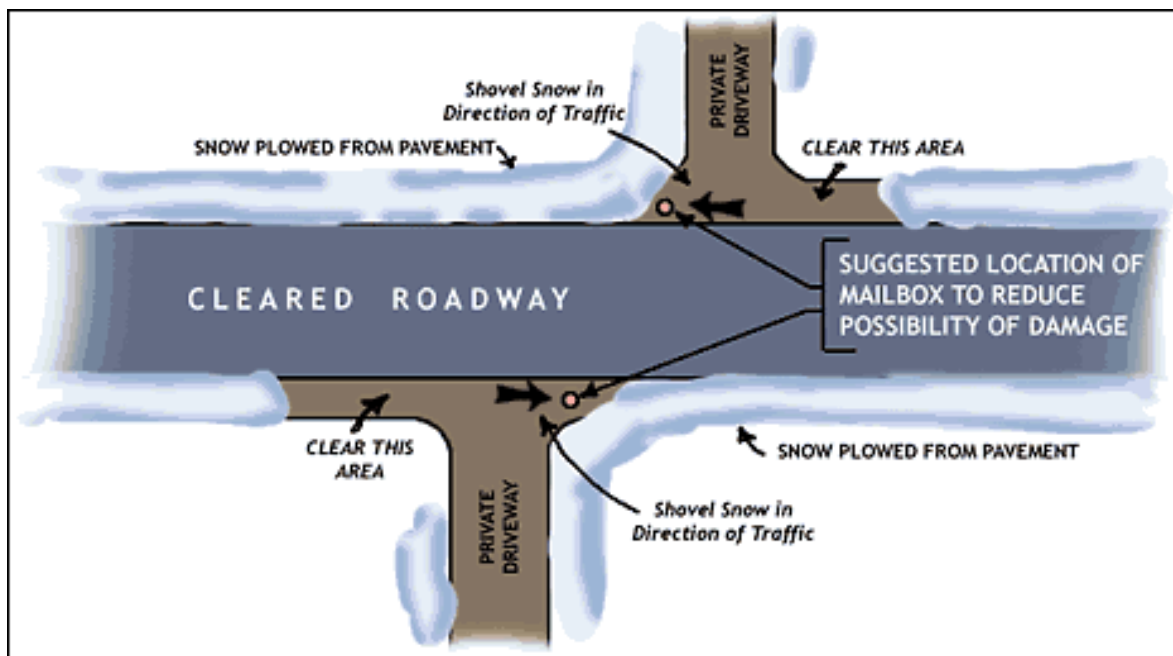 PRIVATE
DRIVEWAY
Shovel Snow in
Direction of Traffic
SNOW PLOWED FROM PAVEMENT
CLEAR THIS AREA
CLEARED ROADWAY
SUGGESTED LOCATION OF
MAILBOX TO REDUCE
POSSIBILITY OF DAMAGE
CLEAR THIS
AREA
SNOW PLOWED FROM PAVEMENT
PRIVATE
DRIVEWAY
Shovel Snow in
Direction of Traffic